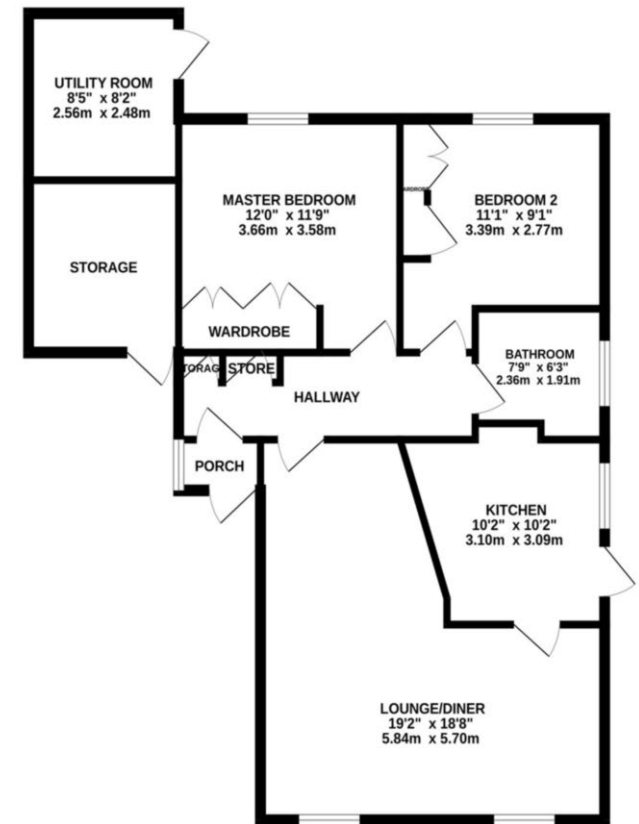 UTILITY ROOM
8'5" x 8'2"
2.56m x 2.48m
MASTER BEDROOM
12'0" x 11'9"
3.66m x 3.58m
BEDROOM 2
11'1" x 9'1"
3.39m x 2.77m
STORAGE
WARDROBE
BATHROOM
7'9" x 6'3"
2.36m x 1.91m
TORAG
STORE
HALLWAY
PORCH
KITCHEN
10'2" x 10'2"
3.10m x 3.09m
LOUNGE/DINER
19'2" x 18'8"
5.84m x 5.70m